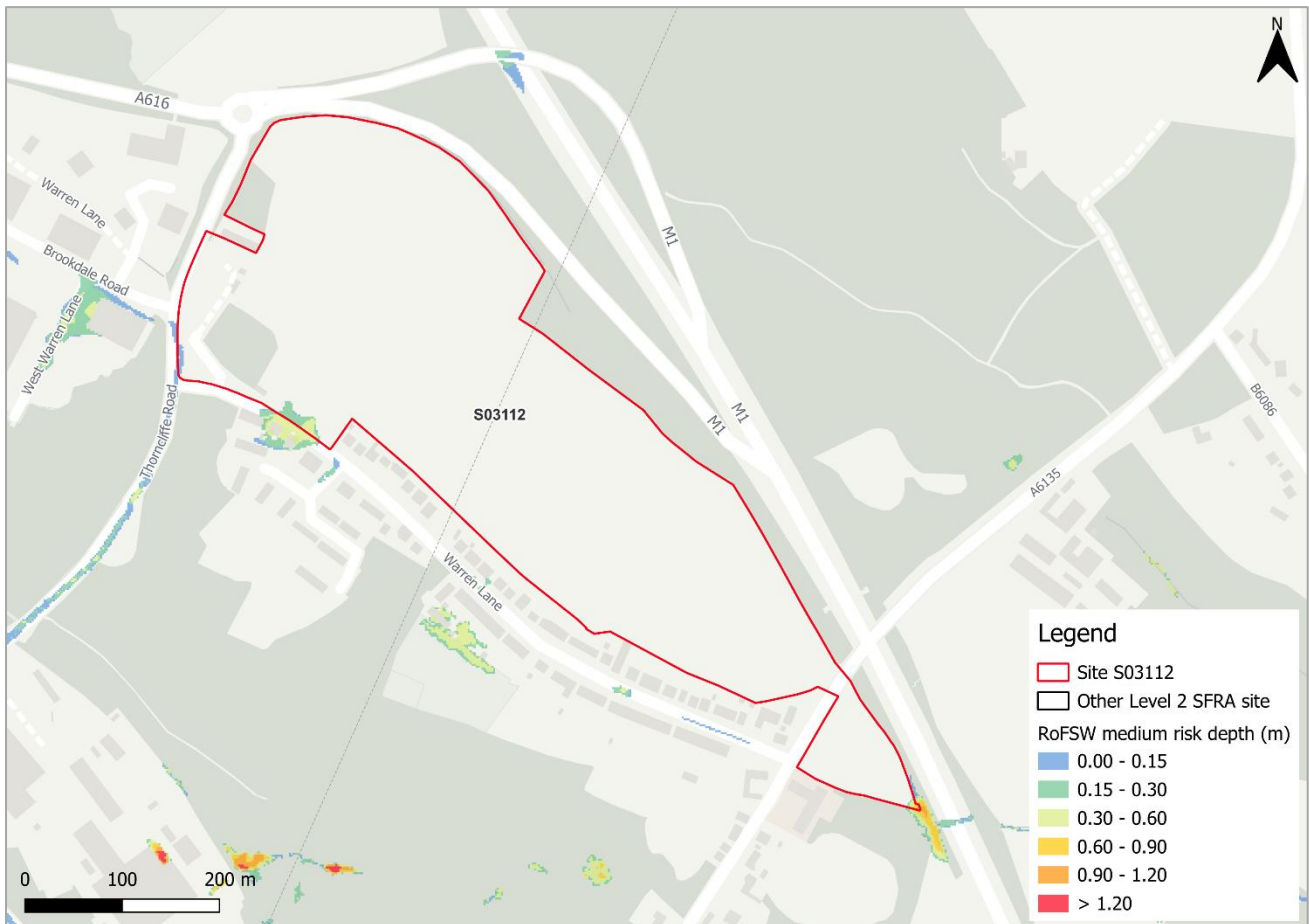 N
A616
Warren Lane
Brookdale Road
West Warren Lane
Thorncliffe Road
M1
M1
M1
S03112
A6135
B6086
Warren Lane
0 100 200 m
Legend
Site S03112
Other Level 2 SFRA site
RoFSW medium risk depth (m)
0.00 - 0.15
0.15 - 0.30
0.30 - 0.60
0.60 - 0.90
0.90 - 1.20
> 1.20